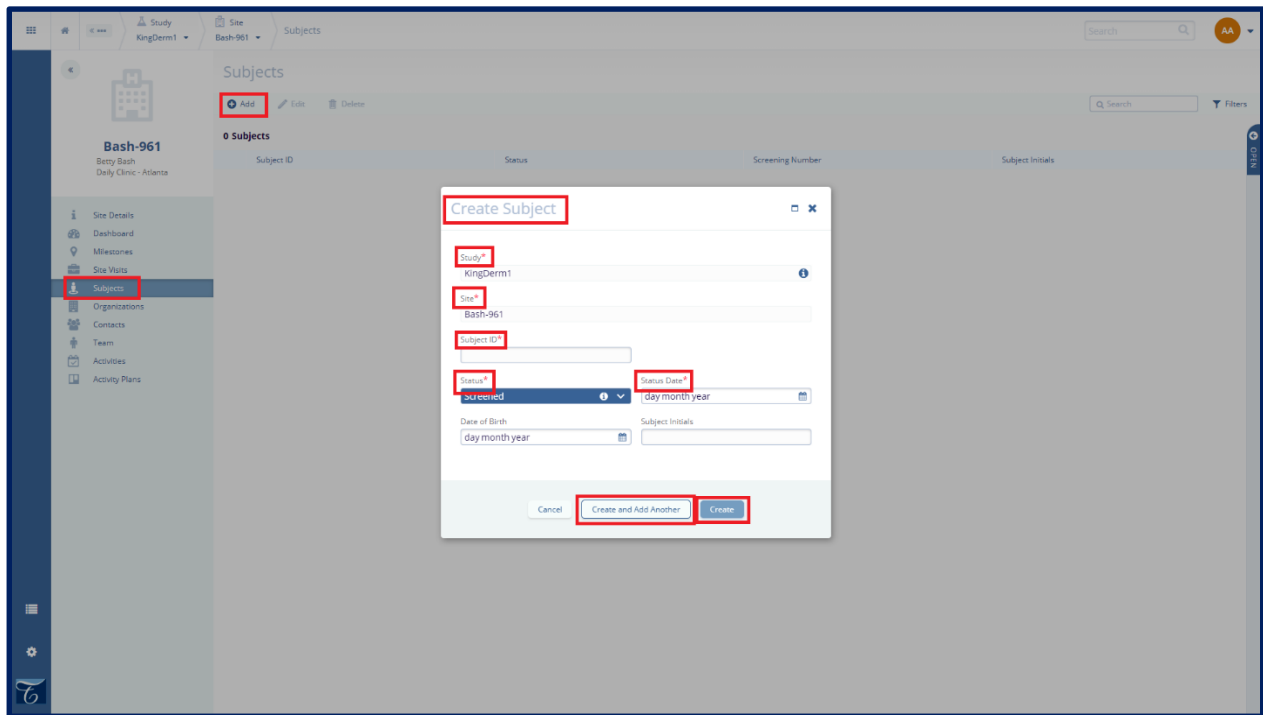 Study
KingDerm1
Site
Bash-961
Subjects
Search
AA
Subjects
Add Edit Delete
Search
Filters
OPEN
0 Subjects
Subject ID Status Screening Number Subject Initials
Bash-961
Betty Bash
Daily Clinic - Atlanta
Site Details
Dashboard
Milestones
Site Visits
Subjects
Organizations
Contacts
Team
Activities
Activity Plans
Create Subject
Study*
KingDerm1
Site*
Bash-961
Subject ID*
Status* Status Date*
Screened day month year
Date of Birth Subject Initials
day month year
Cancel Create and Add Another Create